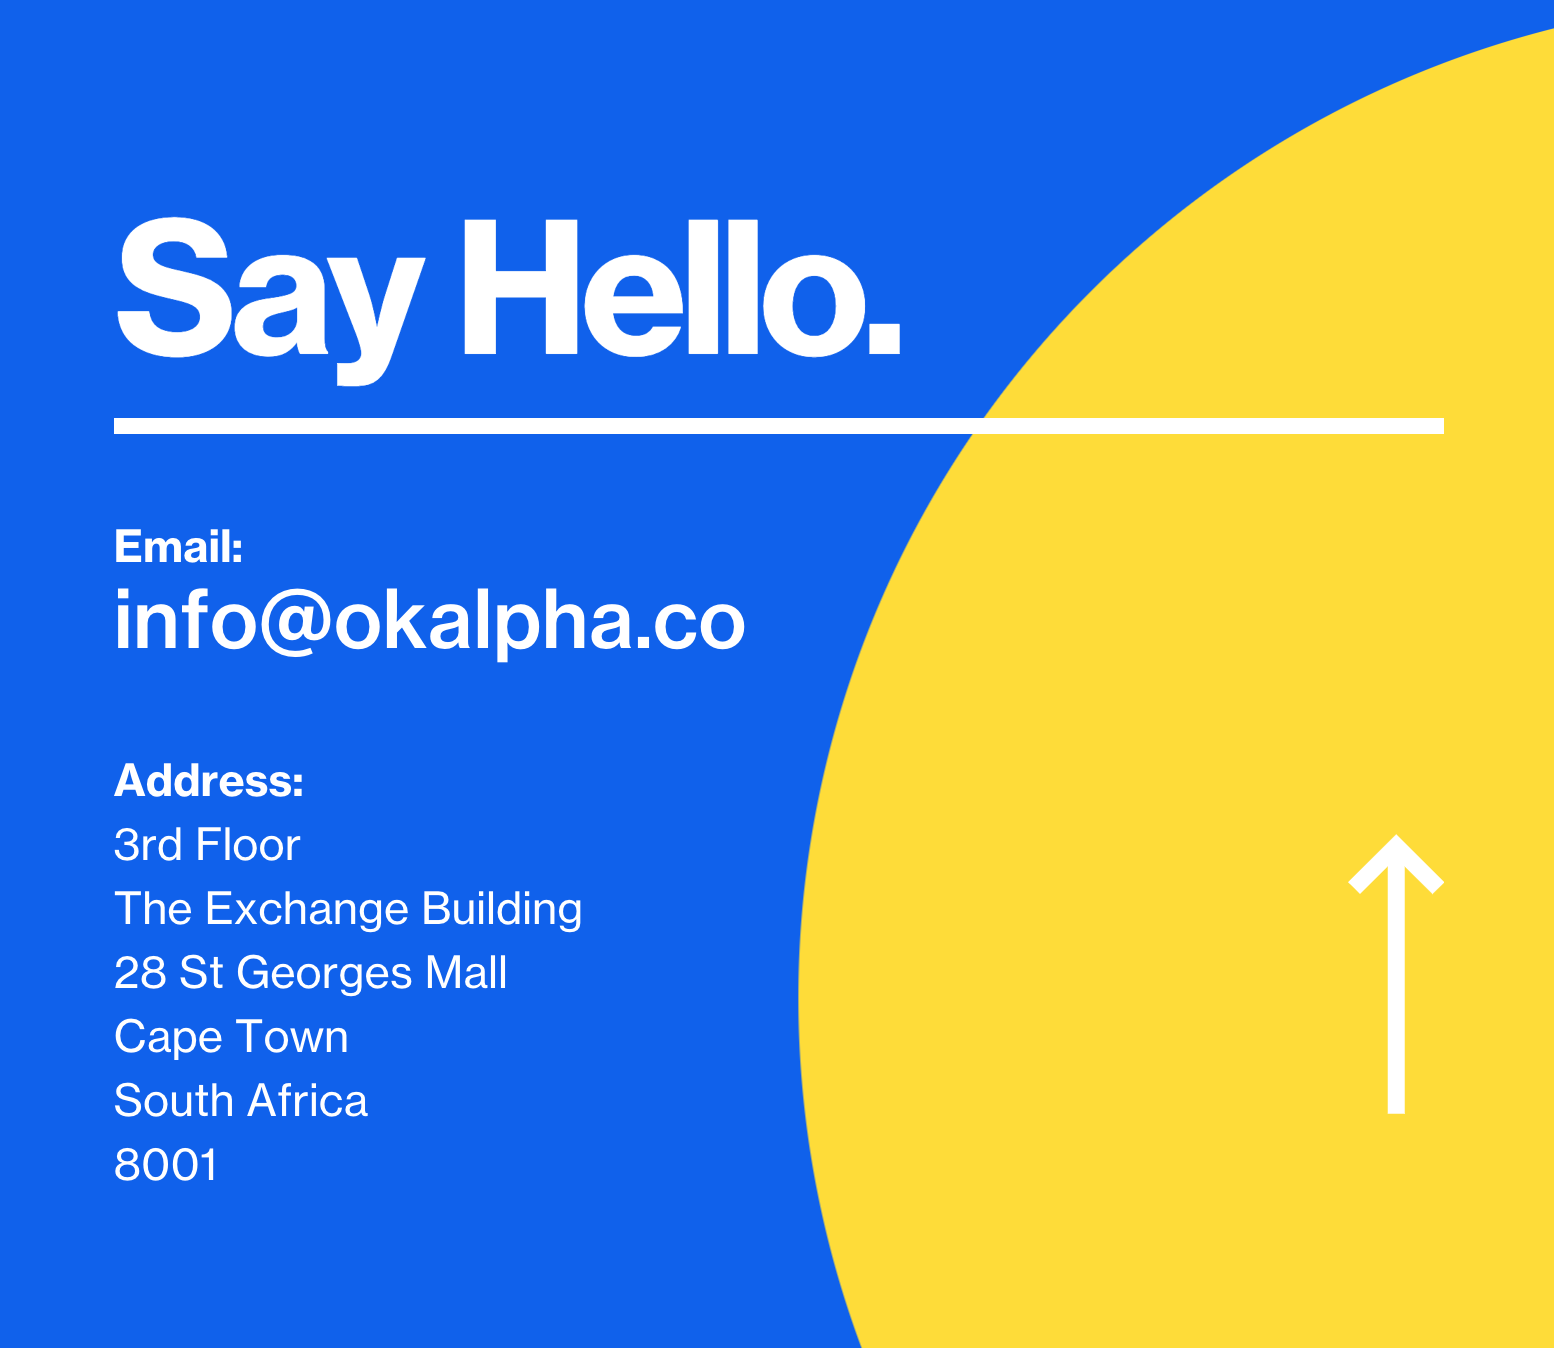 Say Hello.
Email:
info@okalpha.co
Address:
3rd Floor
The Exchange Building
28 St Georges Mall
Cape Town
South Africa
8001